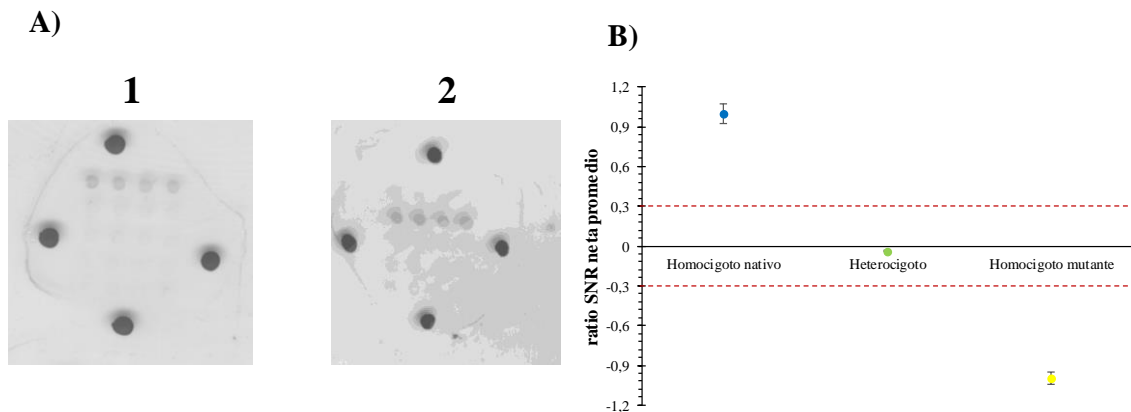 A)
1
2
B)
ratio SNR neta promedio
1,2
0,9
0,6
0,3
0
-0,3
-0,6
-0,9
-1,2
Homocigoto nativo
Heterocigoto
Homocigoto mutante